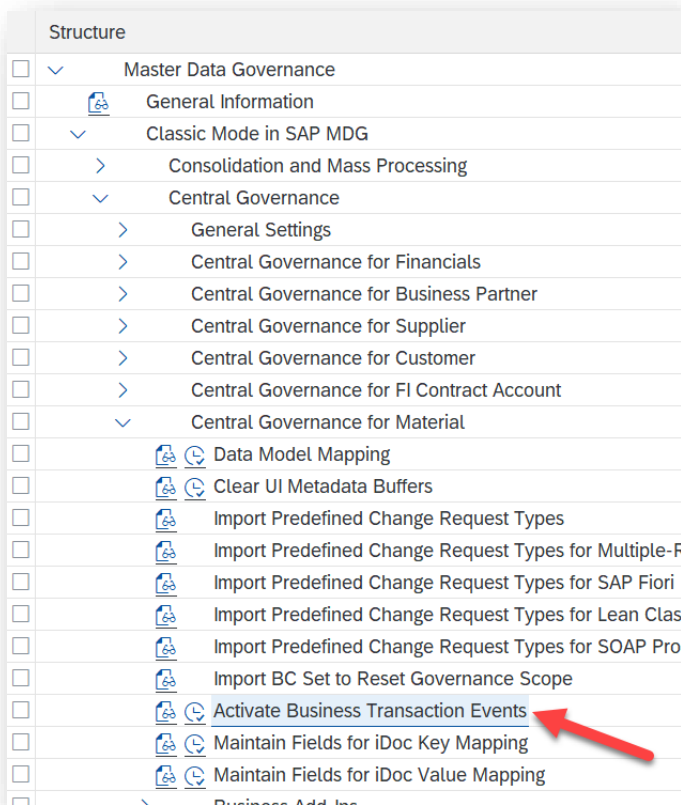 Structure
Master Data Governance
General Information
Classic Mode in SAP MDG
Consolidation and Mass Processing
Central Governance
General Settings
Central Governance for Financials
Central Governance for Business Partner
Central Governance for Supplier
Central Governance for Customer
Central Governance for FI Contract Account
Central Governance for Material
Data Model Mapping
Clear UI Metadata Buffers
Import Predefined Change Request Types
Import Predefined Change Request Types for Multiple-R
Import Predefined Change Request Types for SAP Fiori
Import Predefined Change Request Types for Lean Clas
Import Predefined Change Request Types for SOAP Pro
Import BC Set to Reset Governance Scope
Activate Business Transaction Events
Maintain Fields for iDoc Key Mapping
Maintain Fields for iDoc Value Mapping
Business Add-Ins